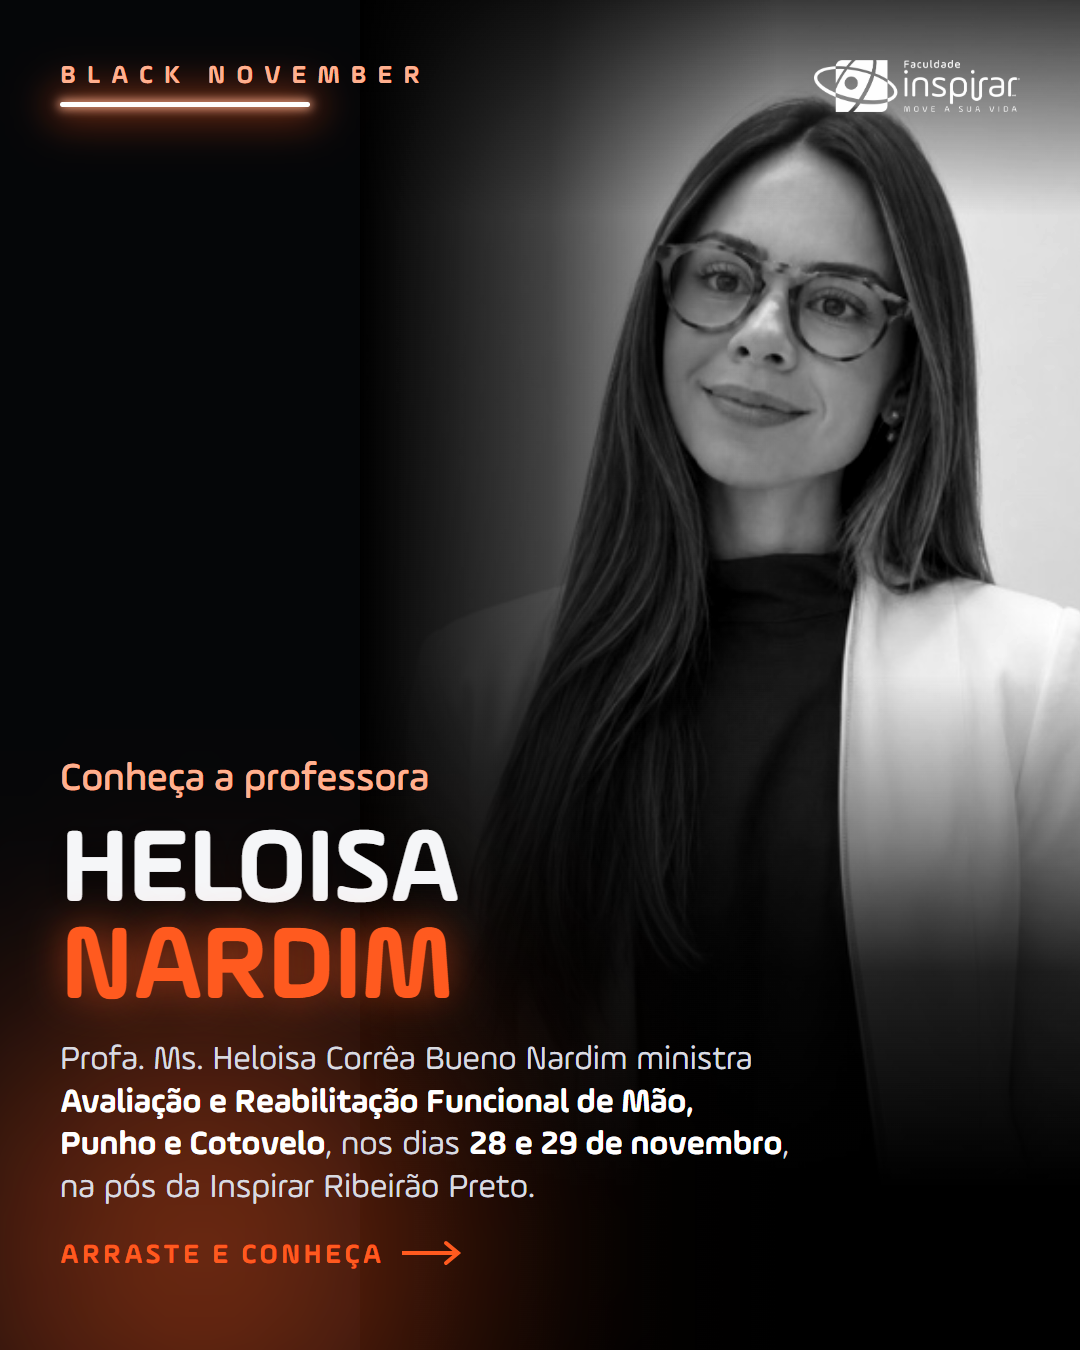 BLACK NOVEMBER
Faculdade
inspirar
MOVE A SUA VIDA
Conheça a professora
HELOISA
NARDIM
Profa. Ms. Heloisa Corrêa Bueno Nardim ministra
Avaliação e Reabilitação Funcional de Mão,
Punho e Cotovelo, nos dias 28 e 29 de novembro,
na pós da Inspirar Ribeirão Preto.
ARRASTE E CONHEÇA